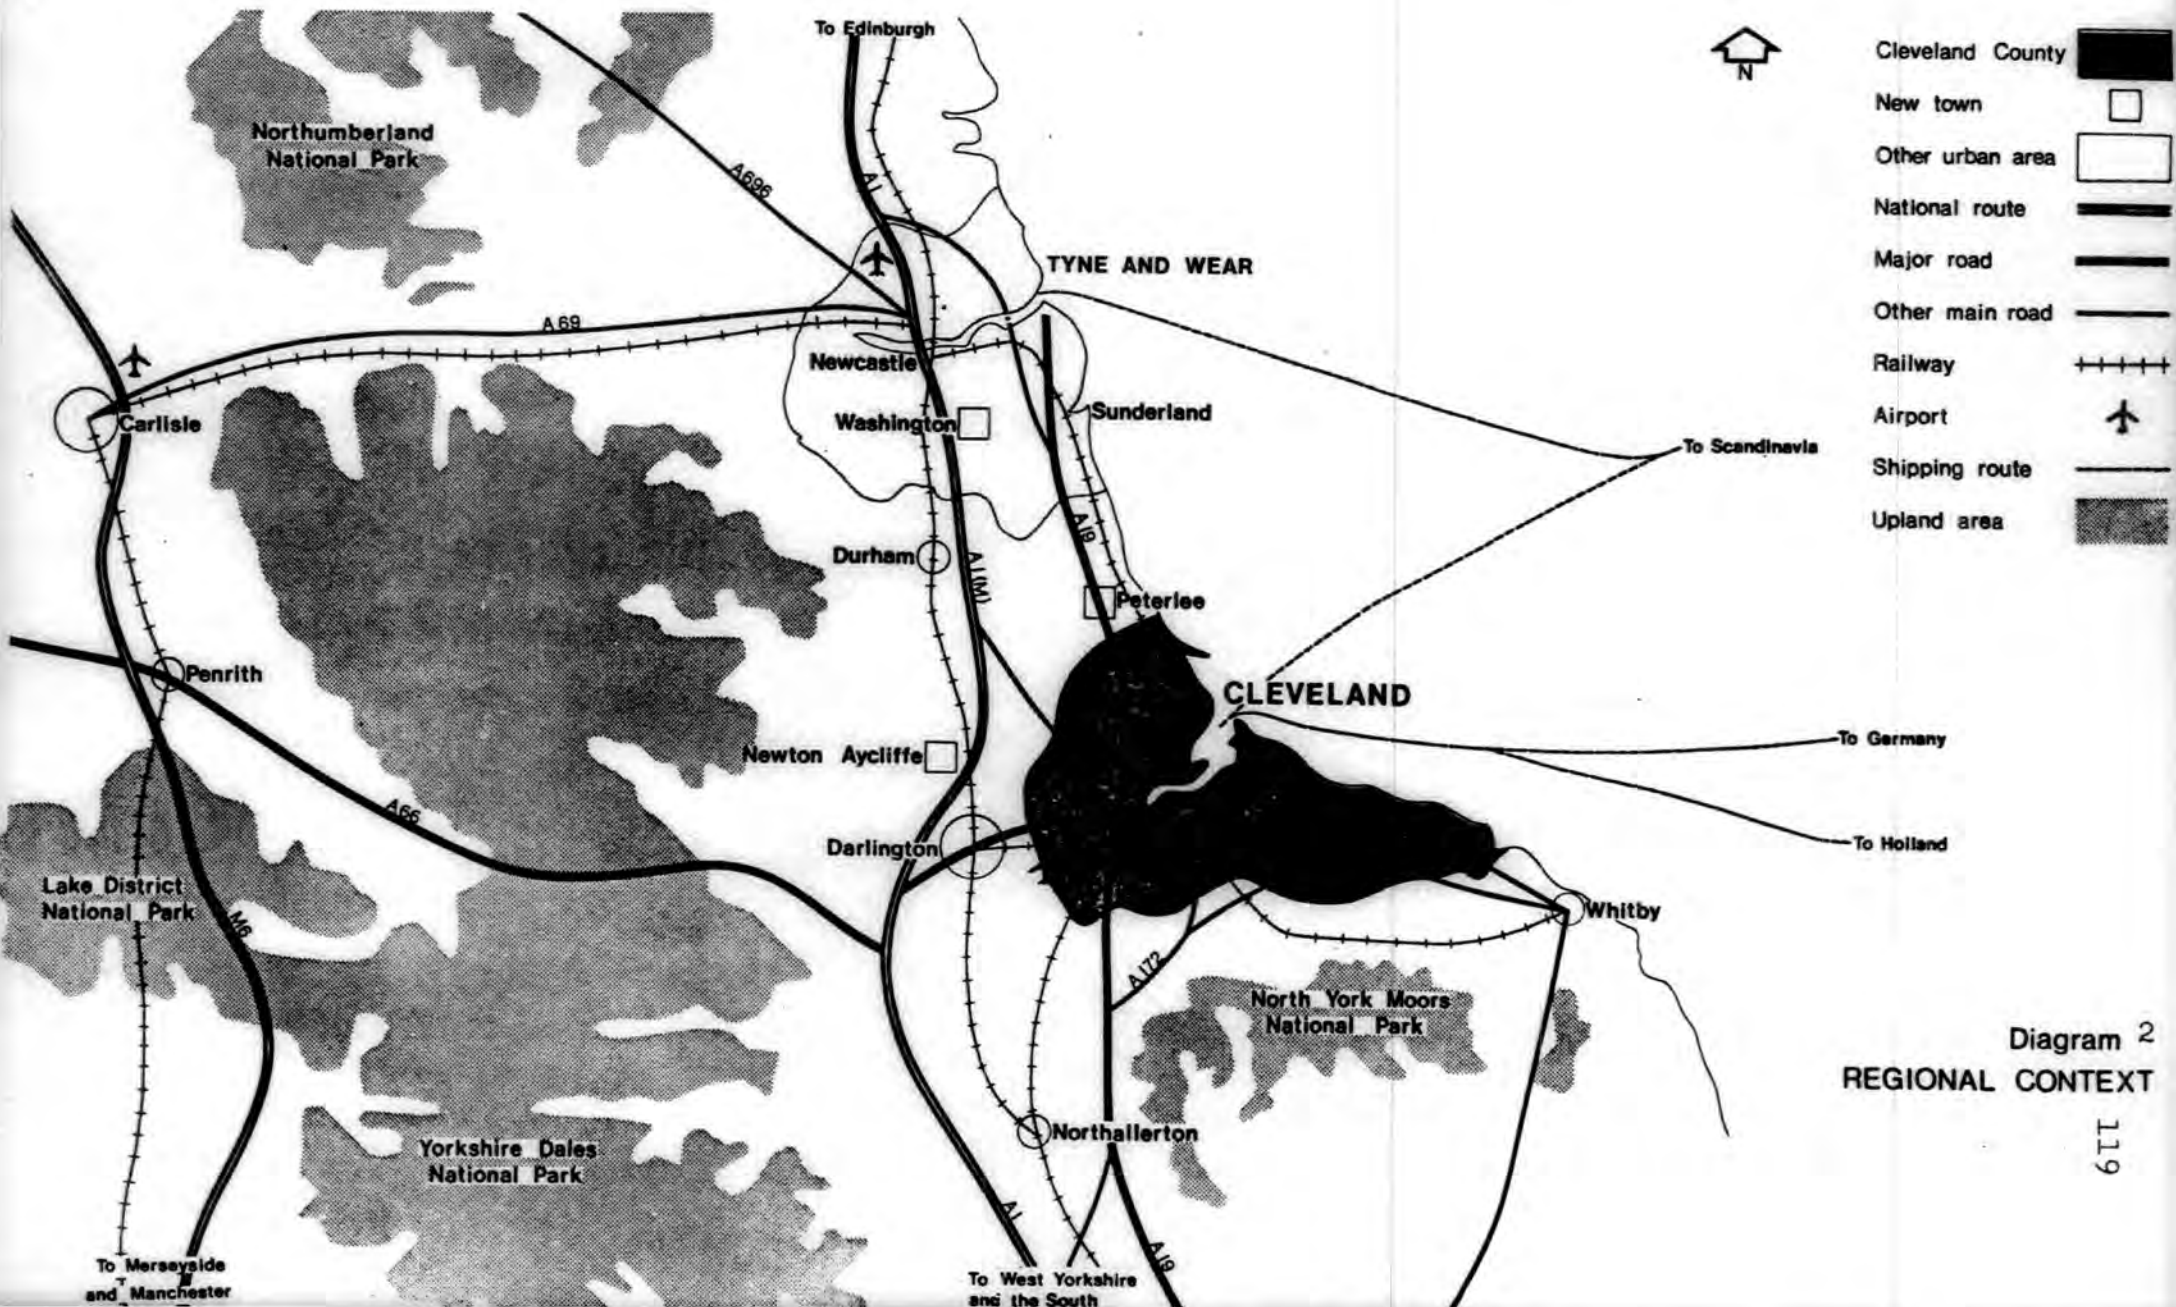 To Edinburgh
N
Cleveland County
New town
Other urban area
National route
Major road
Other main road
Railway
Airport
Shipping route
Upland area
Northumberland
National Park
A696
A1
TYNE AND WEAR
A69
Newcastle
Carlisle
Washington
Sunderland
To Scandinavia
A19
Durham
A1(M)
Peterlee
Penrith
CLEVELAND
Newton Aycliffe
To Germany
A66
Darlington
To Holland
Lake District
National Park
M6
Whitby
A172
North York Moors
National Park
Diagram 2
REGIONAL CONTEXT
119
Northallerton
Yorkshire Dales
National Park
A1
A19
To Merseyside
and Manchester
To West Yorkshire
and the South